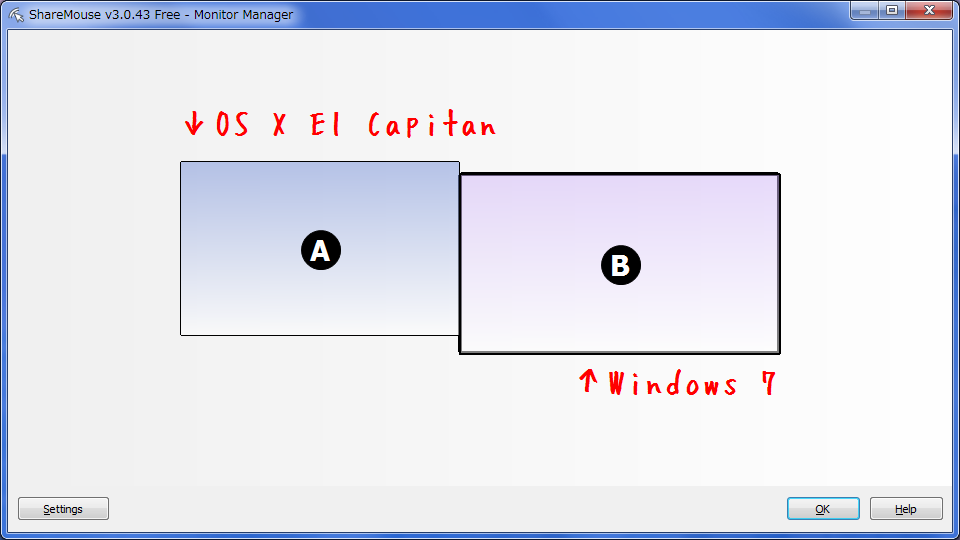 ShareMouse v3.0.43 Free - Monitor Manager
↓OS X El Capitan
A
B
↑Windows 7
Settings
OK
Help